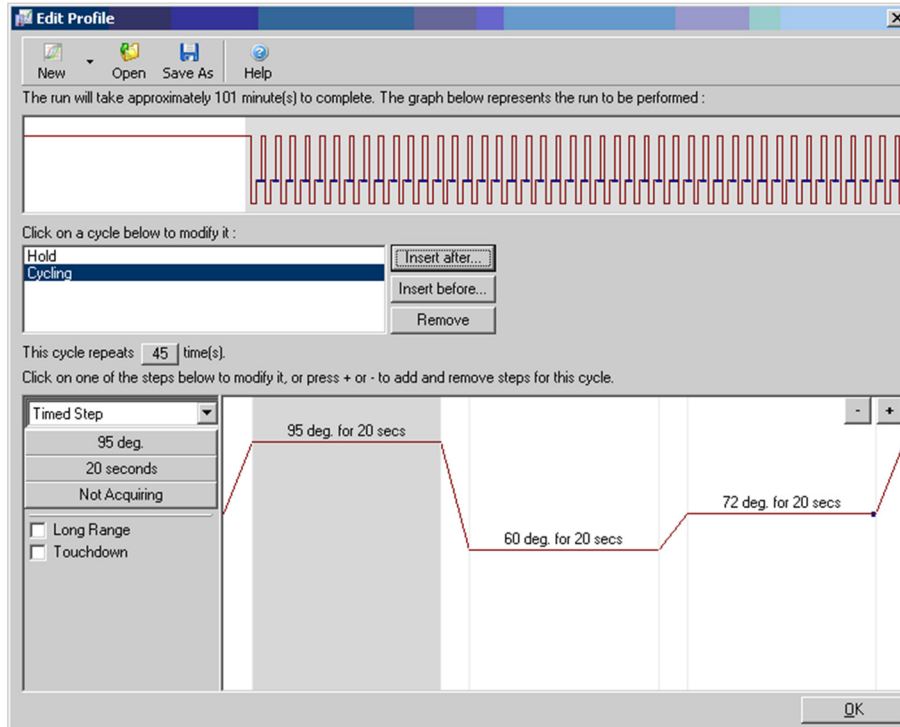 Edit Profile
New Open Save As Help
The run will take approximately 101 minute(s) to complete. The graph below represents the run to be performed :
Click on a cycle below to modify it :
Hold
Cycling
Insert after...
Insert before...
Remove
This cycle repeats 45 time(s).
Click on one of the steps below to modify it, or press + or - to add and remove steps for this cycle.
Timed Step
- +
95 deg.
20 seconds
Not Acquiring
Long Range
Touchdown
95 deg. for 20 secs
60 deg. for 20 secs
72 deg. for 20 secs
OK